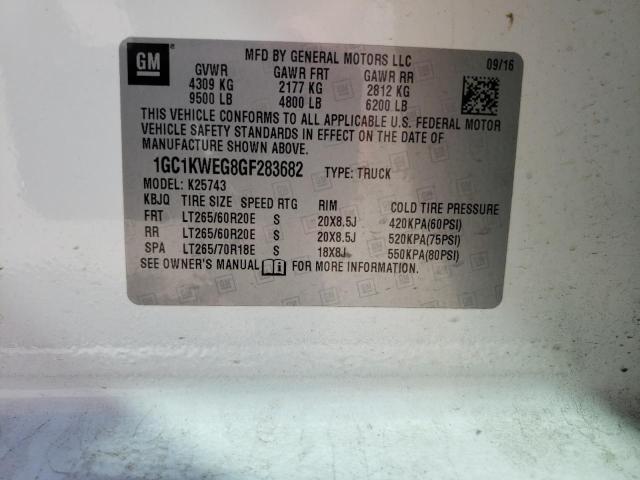 GM
MFD BY GENERAL MOTORS LLC
09/16
GVWR GAWR FRT GAWR RR
4309 KG 2177 KG 2812 KG
9500 LB 4800 LB 6200 LB
THIS VEHICLE CONFORMS TO ALL APPLICABLE U.S. FEDERAL MOTOR
VEHICLE SAFETY STANDARDS IN EFFECT ON THE DATE OF
MANUFACTURE SHOWN ABOVE.
1GC1KWEG8GF283682 TYPE: TRUCK
MODEL: K25743
KBJQ TIRE SIZE SPEED RTG RIM COLD TIRE PRESSURE
FRT LT265/60R20E S 20X8.5J 420KPA(60PSI)
RR LT265/60R20E S 20X8.5J 520KPA(75PSI)
SPA LT265/70R18E S 18X8J 550KPA(80PSI)
SEE OWNER'S MANUAL FOR MORE INFORMATION.